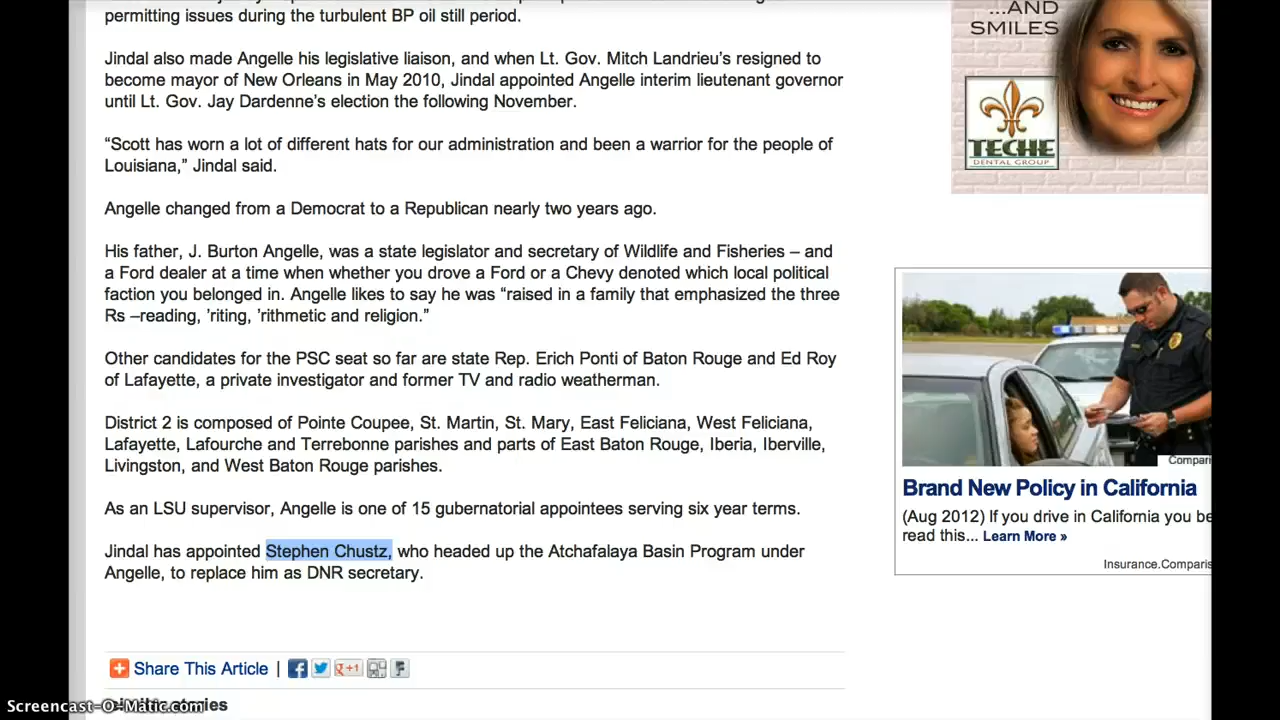 permitting issues during the turbulent BP oil still period.
Jindal also made Angelle his legislative liaison, and when Lt. Gov. Mitch Landrieu’s resigned to
become mayor of New Orleans in May 2010, Jindal appointed Angelle interim lieutenant governor
until Lt. Gov. Jay Dardenne’s election the following November.
“Scott has worn a lot of different hats for our administration and been a warrior for the people of
Louisiana,” Jindal said.
Angelle changed from a Democrat to a Republican nearly two years ago.
His father, J. Burton Angelle, was a state legislator and secretary of Wildlife and Fisheries – and
a Ford dealer at a time when whether you drove a Ford or a Chevy denoted which local political
faction you belonged in. Angelle likes to say he was “raised in a family that emphasized the three
Rs –reading, ’riting, ’rithmetic and religion.”
Other candidates for the PSC seat so far are state Rep. Erich Ponti of Baton Rouge and Ed Roy
of Lafayette, a private investigator and former TV and radio weatherman.
District 2 is composed of Pointe Coupee, St. Martin, St. Mary, East Feliciana, West Feliciana,
Lafayette, Lafourche and Terrebonne parishes and parts of East Baton Rouge, Iberia, Iberville,
Livingston, and West Baton Rouge parishes.
As an LSU supervisor, Angelle is one of 15 gubernatorial appointees serving six year terms.
Jindal has appointed Stephen Chustz, who headed up the Atchafalaya Basin Program under
Angelle, to replace him as DNR secretary.
Share This Article |
+1
Screencast-O-Matic.com
...AND
SMILES
TECHE
DENTAL GROUP
Compari
Brand New Policy in California
(Aug 2012) If you drive in California you be
read this... Learn More »
Insurance.Comparis